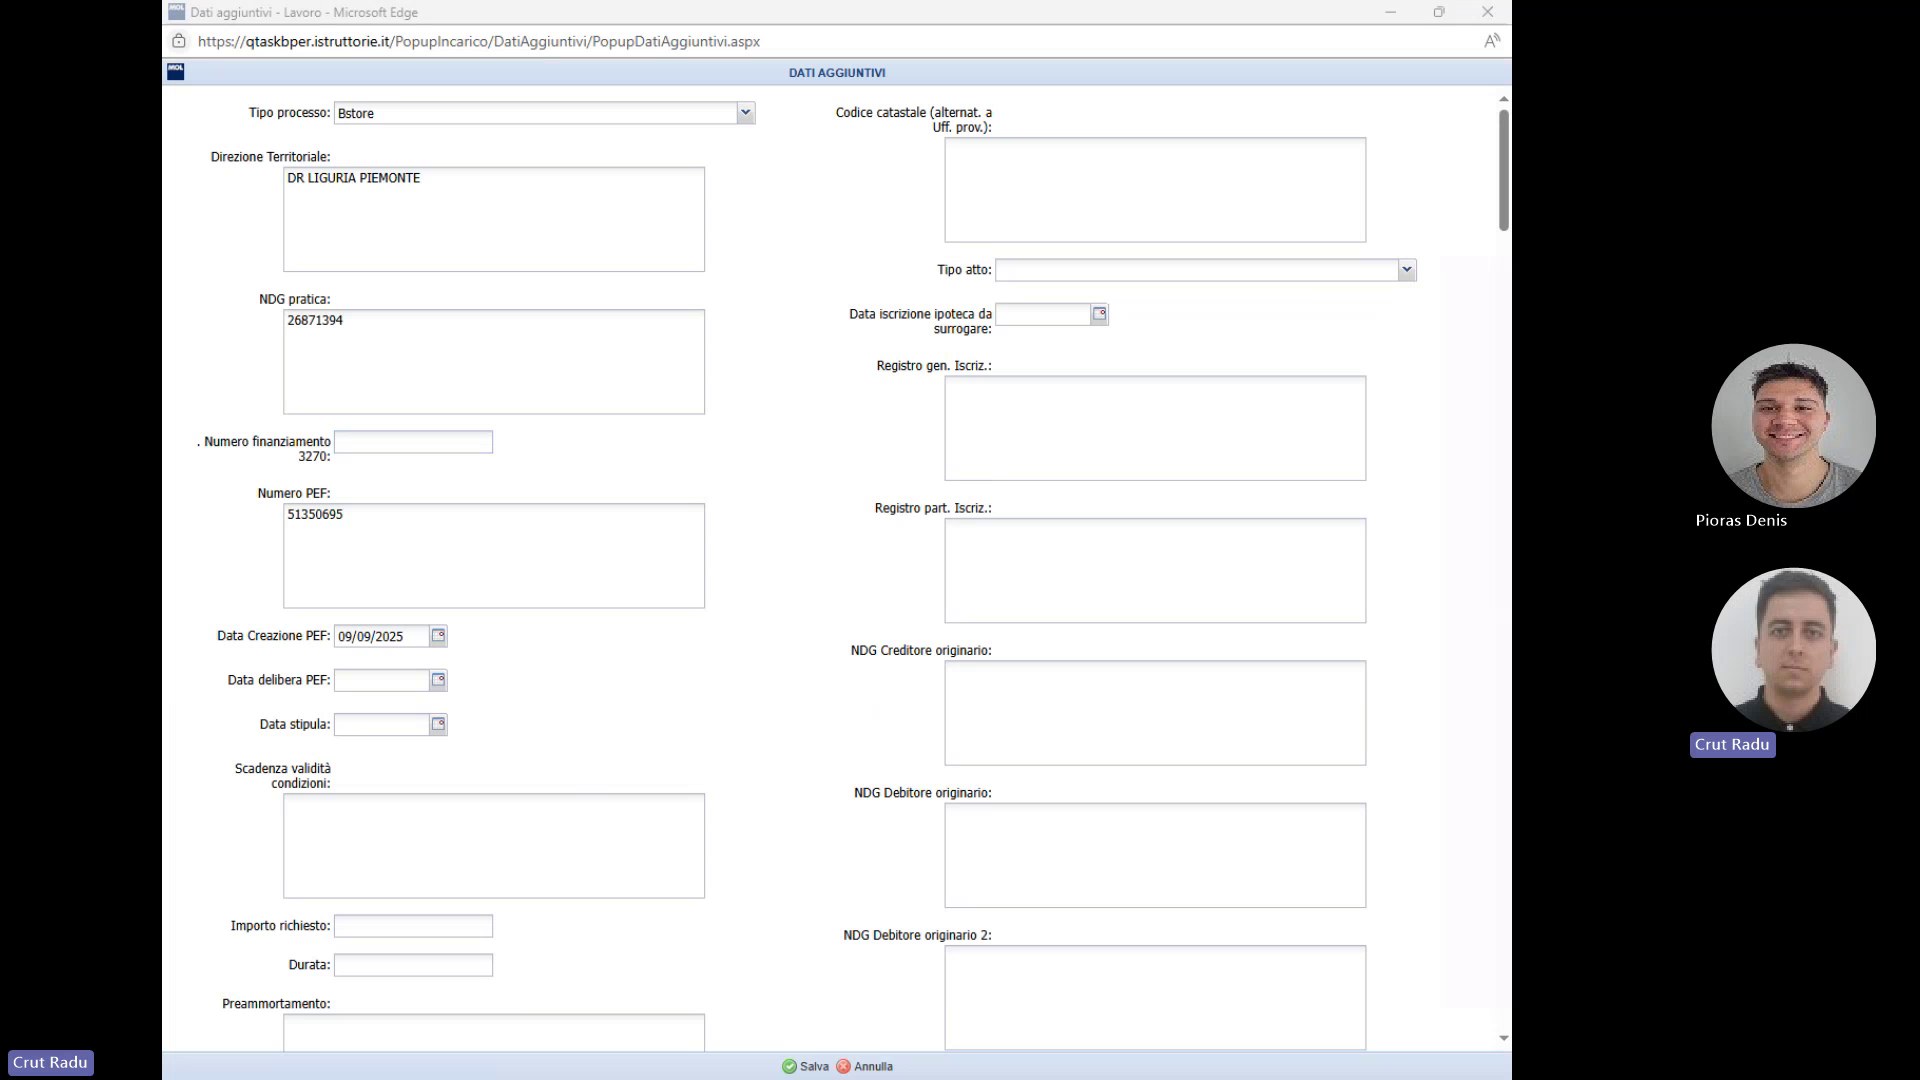 MOL Dati aggiuntivi - Lavoro - Microsoft Edge
https://qtaskbper.istruttorie.it/PopupIncarico/DatiAggiuntivi/PopupDatiAggiuntivi.aspx
MOL
DATI AGGIUNTIVI
Tipo processo: Bstore
Direzione Territoriale:
DR LIGURIA PIEMONTE
NDG pratica:
26871394
. Numero finanziamento
3270:
Numero PEF:
51350695
Data Creazione PEF: 09/09/2025
Data delibera PEF:
Data stipula:
Scadenza validità
condizioni:
Importo richiesto:
Durata:
Preammortamento:
Codice catastale (alternat. a
Uff. prov.):
Tipo atto:
Data iscrizione ipoteca da
surrogare:
Registro gen. Iscriz.:
Registro part. Iscriz.:
NDG Creditore originario:
NDG Debitore originario:
NDG Debitore originario 2:
Salva Annulla
Pioras Denis
Crut Radu
Crut Radu